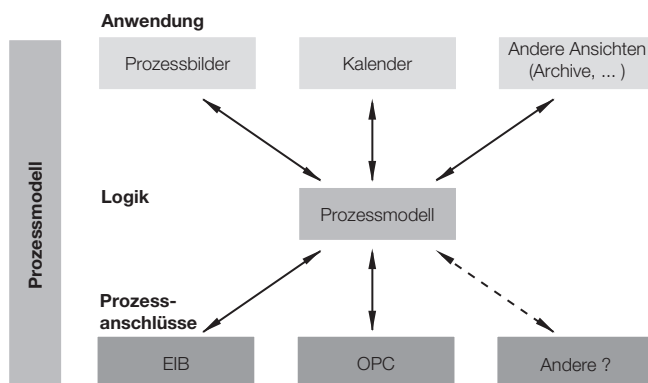 Anwendung
Prozessbilder
Kalender
Andere Ansichten
(Archive, ... )
Prozessmodell
Logik
Prozessmodell
Prozess-
anschlüsse
EIB
OPC
Andere ?